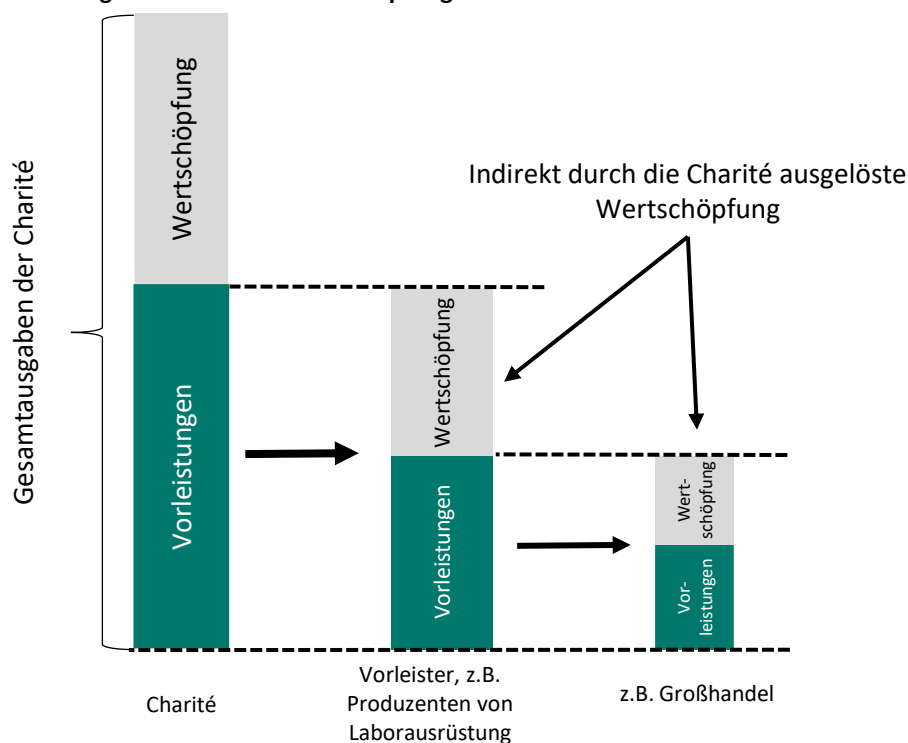 Gesamtausgaben der Charité
Wertschöpfung
Vorleistungen
Indirekt durch die Charité ausgelöste
Wertschöpfung
Wertschöpfung
Vorleistungen
Wert-
schöpfung
Vor-
leistungen
Charité
Vorleister, z.B.
Produzenten von
Laborausrüstung
z.B. Großhandel